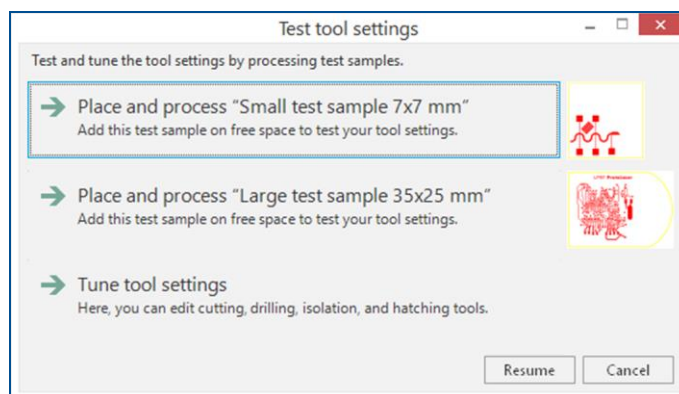 Test tool settings
Test and tune the tool settings by processing test samples.
Place and process “Small test sample 7x7 mm”
Add this test sample on free space to test your tool settings.
Place and process “Large test sample 35x25 mm”
Add this test sample on free space to test your tool settings.
Tune tool settings
Here, you can edit cutting, drilling, isolation, and hatching tools.
Resume
Cancel